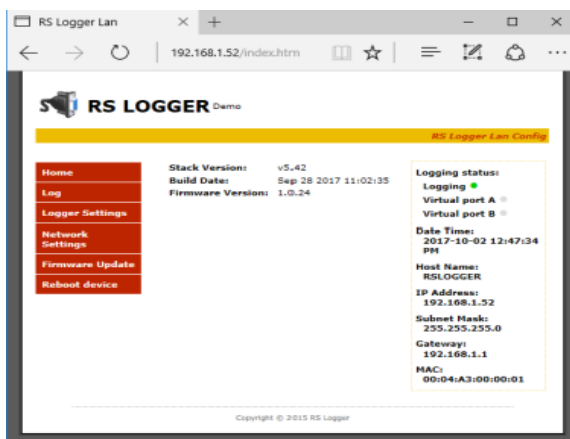 RS Logger Lan
192.168.1.52/index.htm
RS LOGGER Demo
RS Logger Lan Config
Home
Log
Logger Settings
Network
Settings
Firmware Update
Reboot device
Stack Version: v5.42
Build Date: Sep 28 2017 11:02:35
Firmware Version: 1.0.24
Logging status:
Logging
Virtual port A
Virtual port B
Date Time:
2017-10-02 12:47:34
PM
Host Name:
RSLOGGER
IP Address:
192.168.1.52
Subnet Mask:
255.255.255.0
Gateway:
192.168.1.1
MAC:
00:04:A3:00:00:01
Copyright © 2015 RS Logger